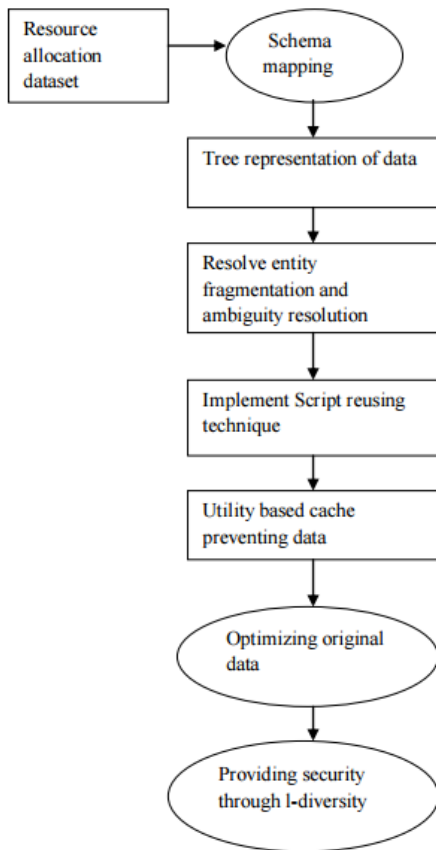 Resource
allocation
dataset
Schema
mapping
Tree representation of data
Resolve entity
fragmentation and
ambiguity resolution
Implement Script reusing
technique
Utility based cache
preventing data
Optimizing original
data
Providing security
through l-diversity